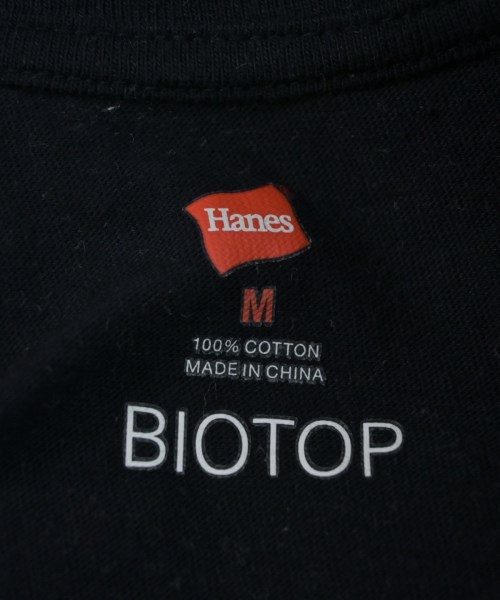 Hanes
M
100% COTTON
MADE IN CHINA
BIOTOP